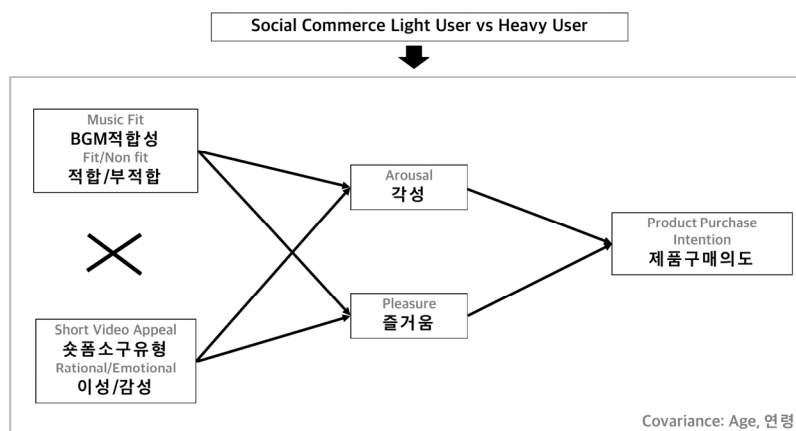 Social Commerce Light User vs Heavy User
Music Fit
BGM적합성
Fit/Non fit
적합/부적합
Short Video Appeal
숏폼소구유형
Rational/Emotional
이성/감성
Arousal
각성
Pleasure
즐거움
Product Purchase
Intention
제품구매의도
Covariance: Age, 연령